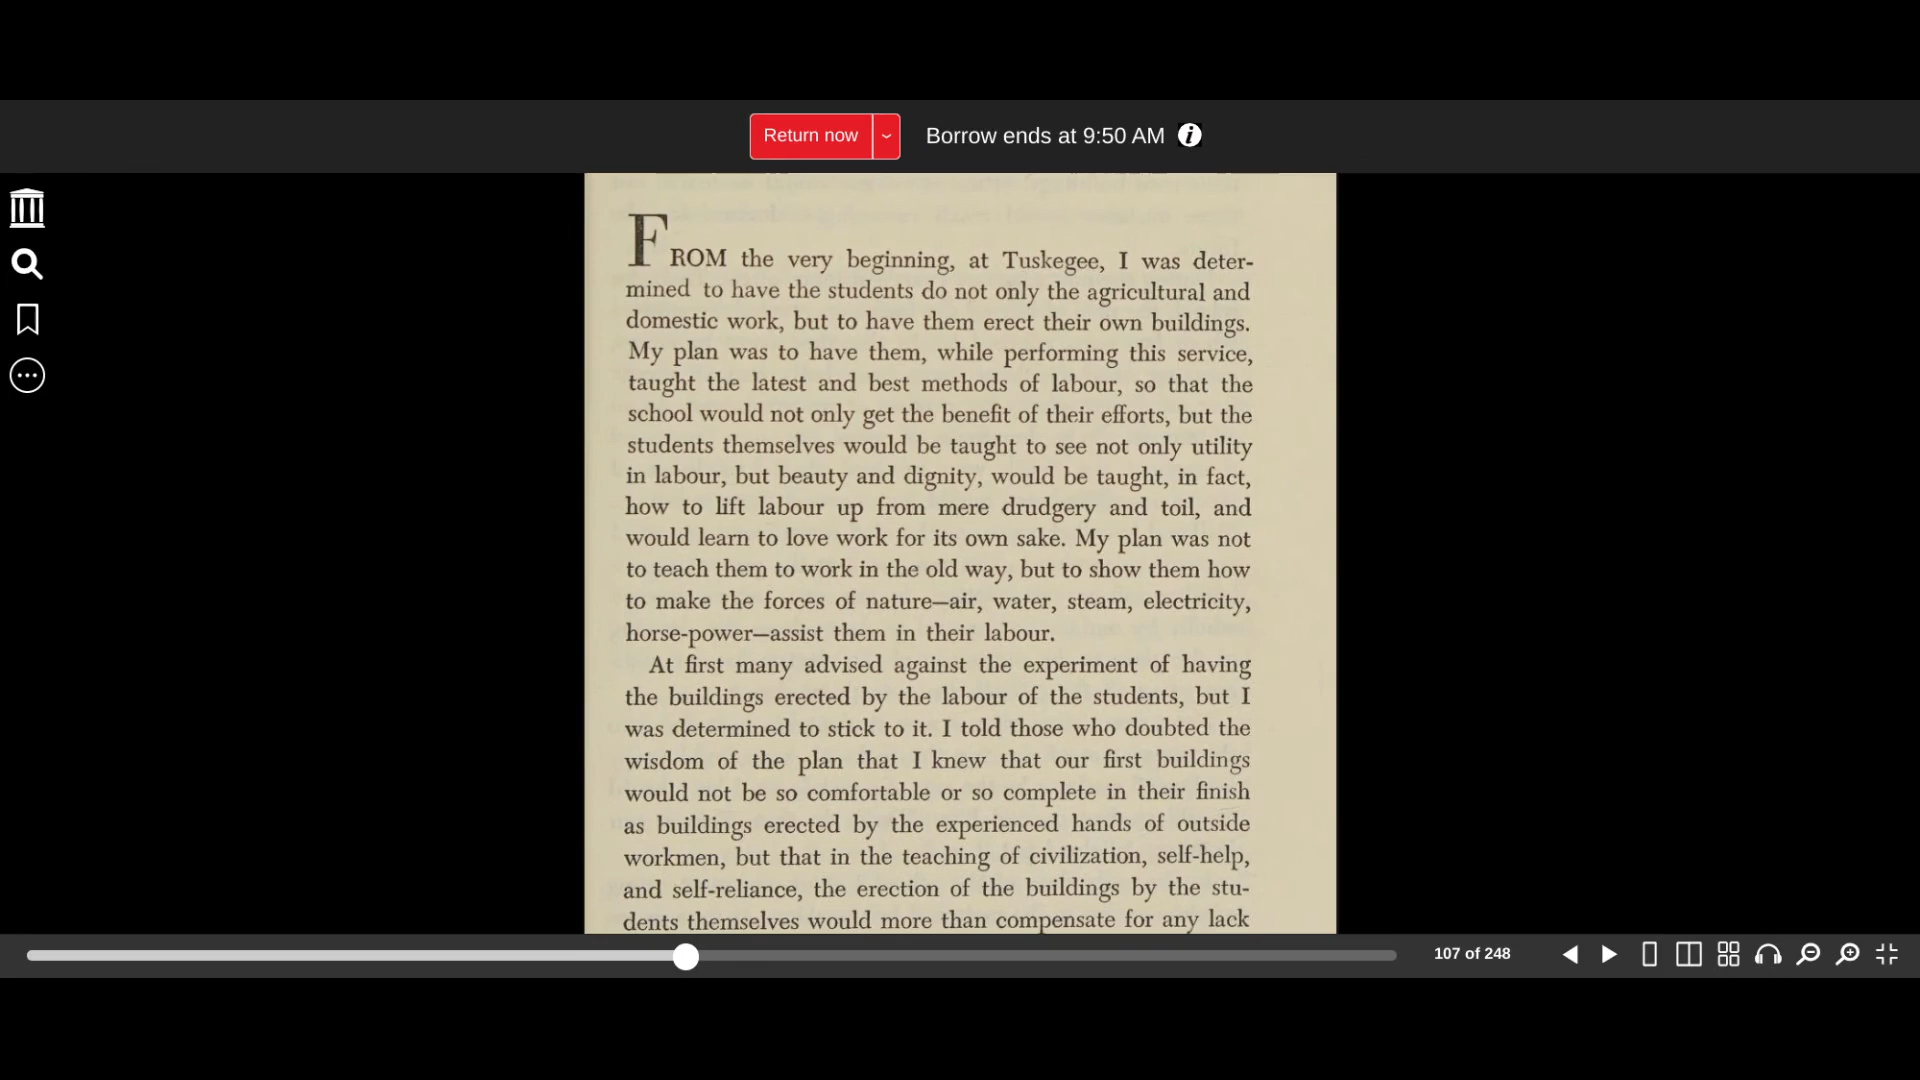 Return now
Borrow ends at 9:50 AM
FROM the very beginning, at Tuskegee, I was deter-
mined to have the students do not only the agricultural and
domestic work, but to have them erect their own buildings.
My plan was to have them, while performing this service,
taught the latest and best methods of labour, so that the
school would not only get the benefit of their efforts, but the
students themselves would be taught to see not only utility
in labour, but beauty and dignity, would be taught, in fact,
how to lift labour up from mere drudgery and toil, and
would learn to love work for its own sake. My plan was not
to teach them to work in the old way, but to show them how
to make the forces of nature—air, water, steam, electricity,
horse-power—assist them in their labour.
At first many advised against the experiment of having
the buildings erected by the labour of the students, but I
was determined to stick to it. I told those who doubted the
wisdom of the plan that I knew that our first buildings
would not be so comfortable or so complete in their finish
as buildings erected by the experienced hands of outside
workmen, but that in the teaching of civilization, self-help,
and self-reliance, the erection of the buildings by the stu-
dents themselves would more than compensate for any lack
107 of 248